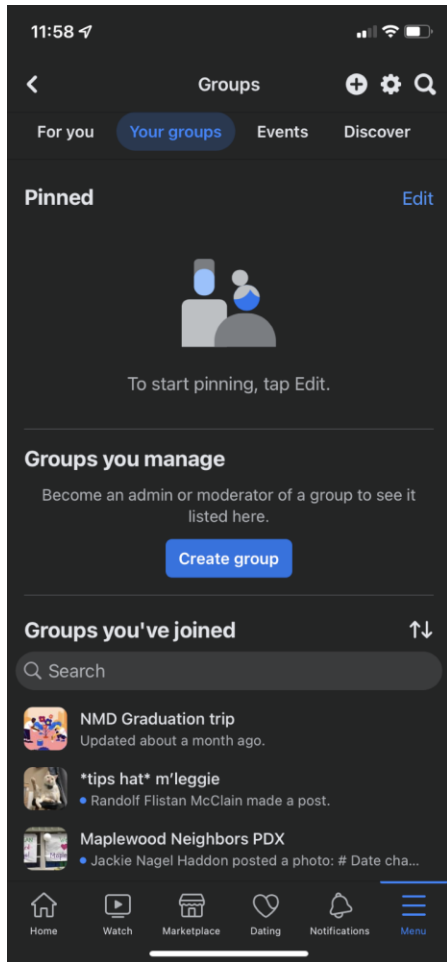 11:58
Groups
For you
Your groups
Events
Discover
Pinned
Edit
To start pinning, tap Edit.
Groups you manage
Become an admin or moderator of a group to see it
listed here.
Create group
Groups you've joined
Search
NMD Graduation trip
Updated about a month ago.
*tips hat* m’leggie
Randolf Flistan McClain made a post.
Maplewood Neighbors PDX
Jackie Nagel Haddon posted a photo: # Date cha...
Home
Watch
Marketplace
Dating
Notifications
Menu